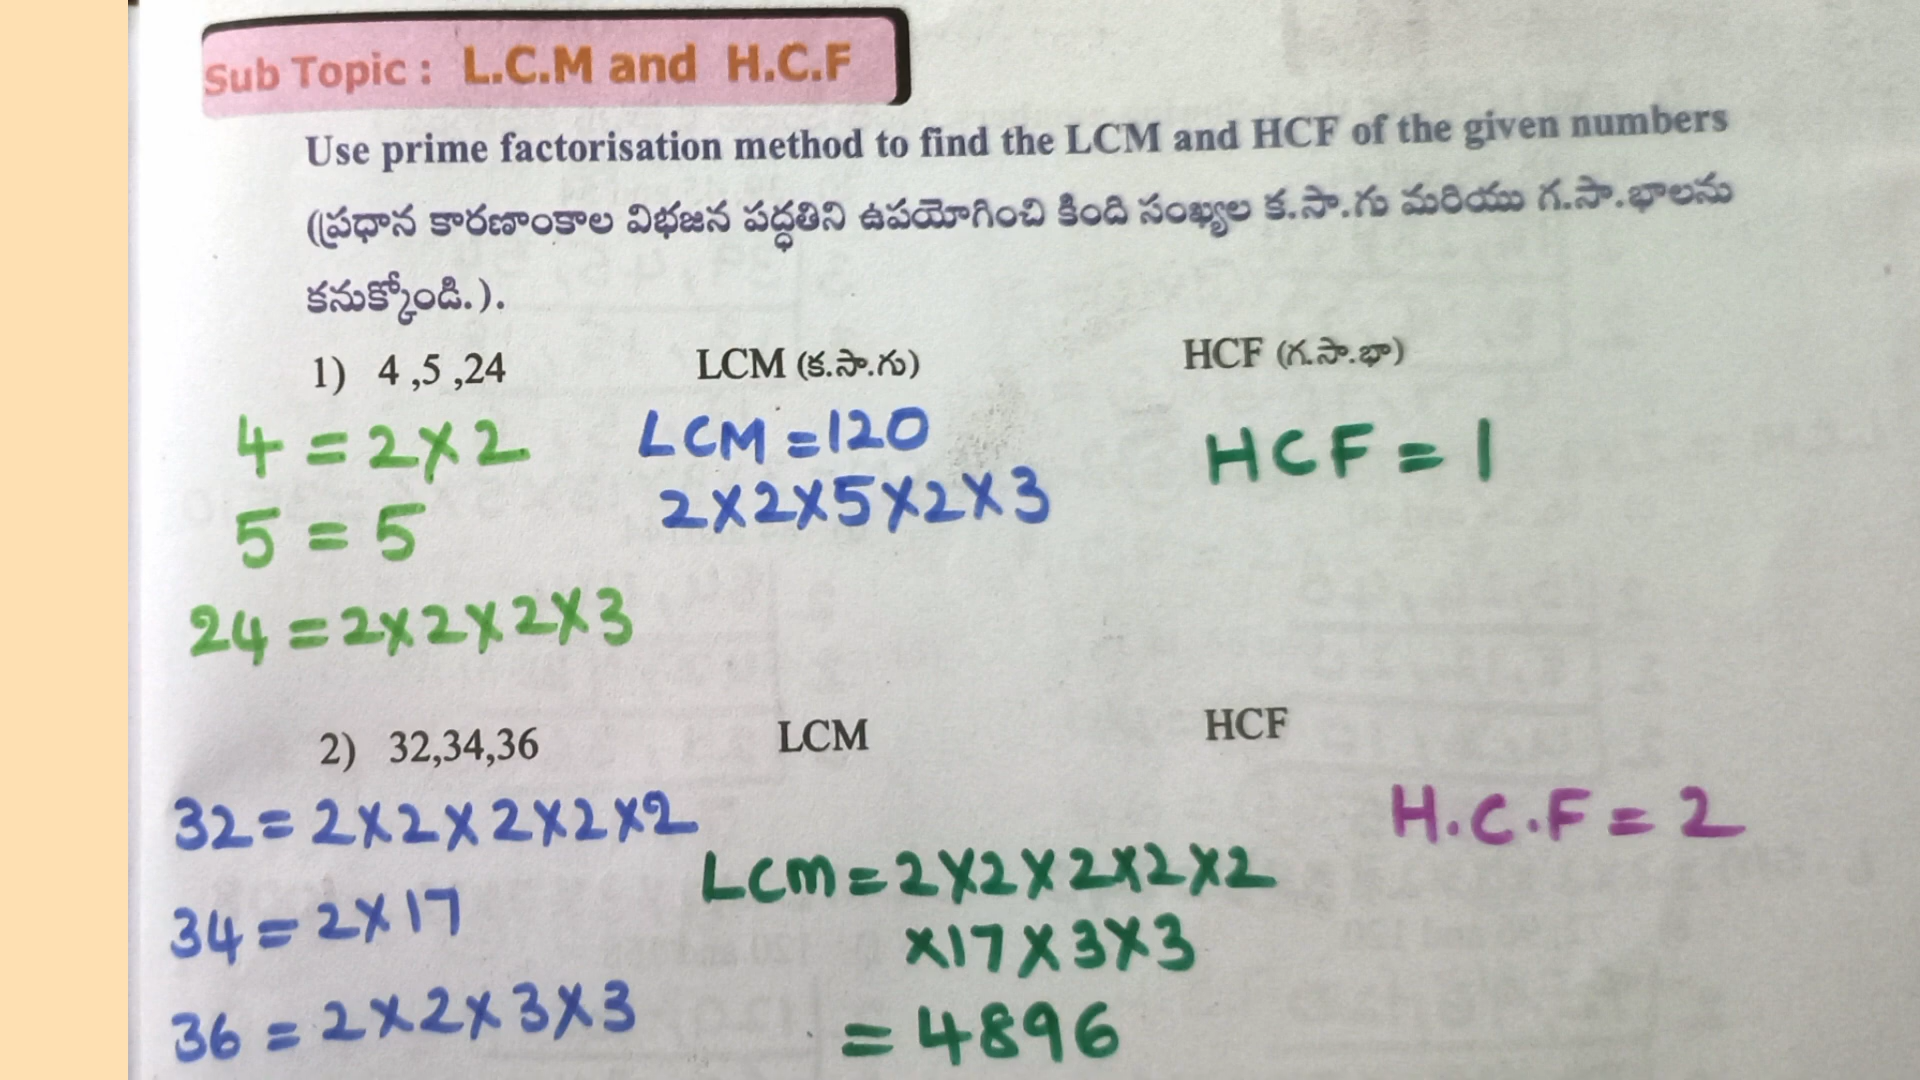 Sub Topic : L.C.M and H.C.F
Use prime factorisation method to find the LCM and HCF of the given numbers
(ప్రధాన కారణాంకాల విభజన పద్ధతిని ఉపయోగించి కింది సంఖ్యల క.సా.గు మరియు గ.సా.భాలను
కనుక్కోండి.).
1) 4 ,5 ,24 LCM (క.సా.గు) HCF (గ.సా.భా)
4 = 2×2 LCM = 120 HCF = 1
5 = 5 2×2×5×2×3
24 = 2×2×2×3
2) 32,34,36 LCM HCF
32 = 2×2×2×2×2 H.C.F = 2
34 = 2×17 LCM = 2×2×2×2×2
×17×3×3
36 = 2×2×3×3 = 4896